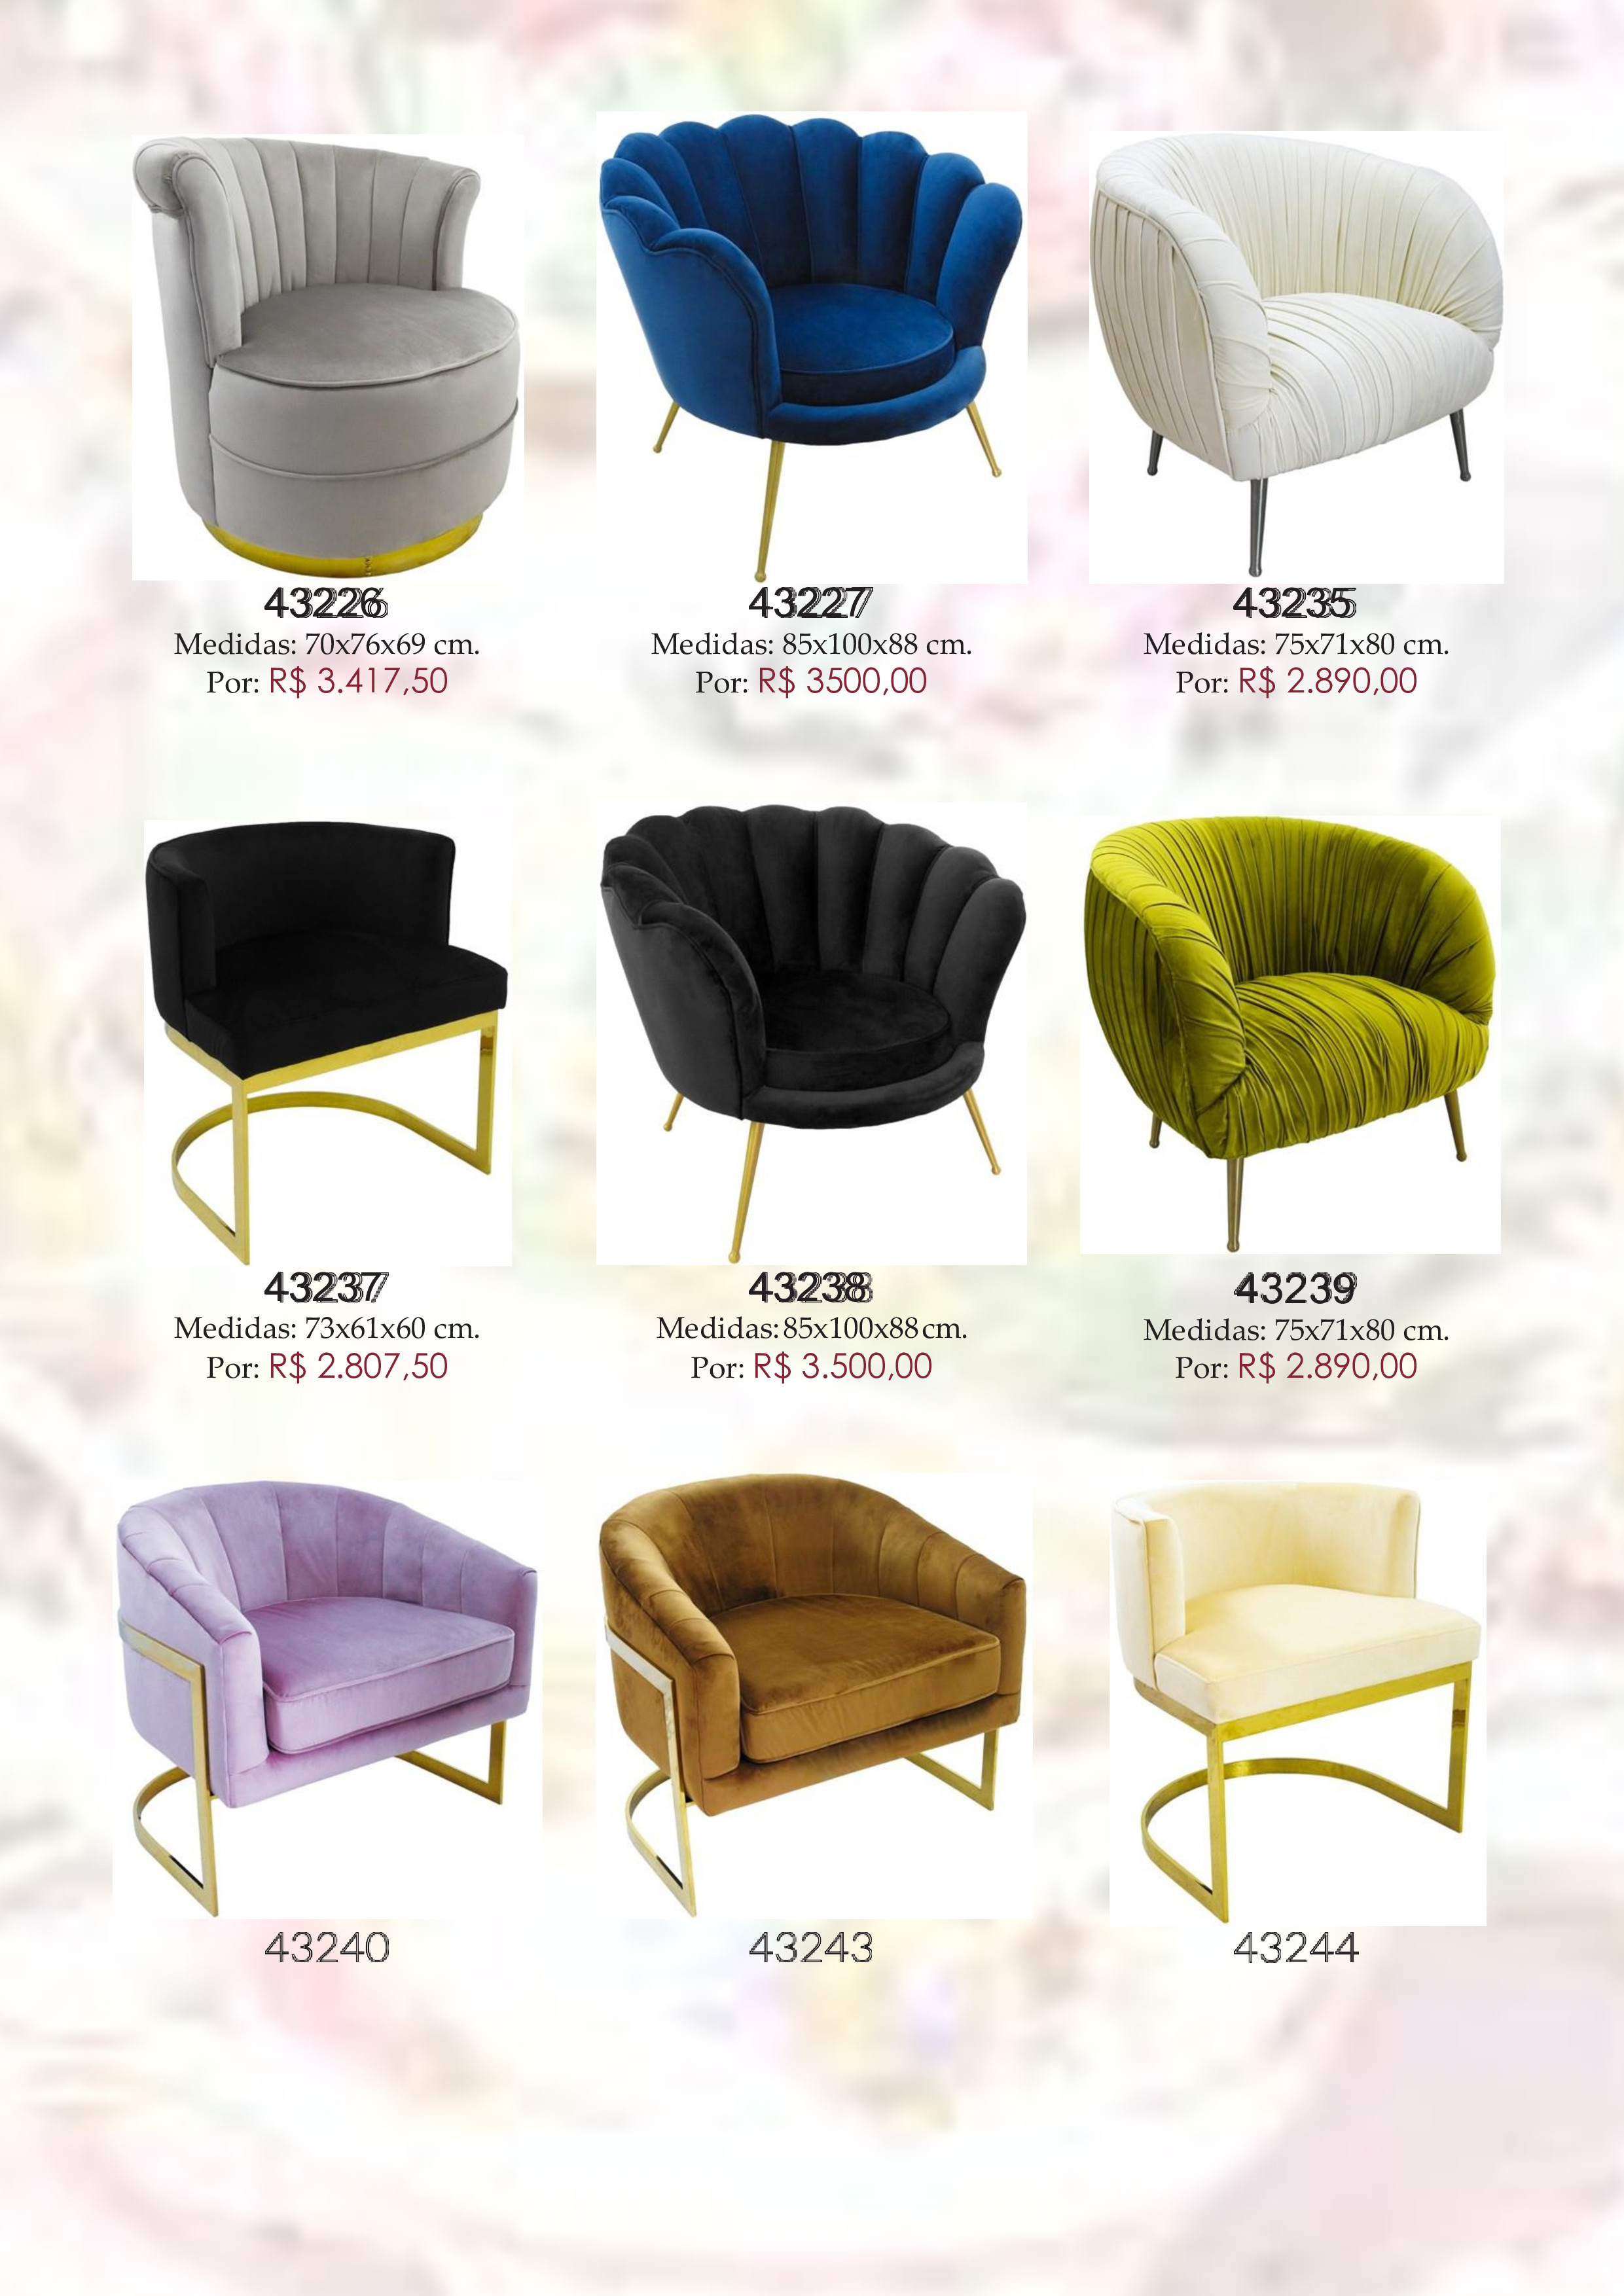 43226
Medidas: 70x76x69 cm.
Por: R$ 3.417,50
43227
Medidas: 85x100x88 cm.
Por: R$ 3500,00
43235
Medidas: 75x71x80 cm.
Por: R$ 2.890,00
43237
Medidas: 73x61x60 cm.
Por: R$ 2.807,50
43238
Medidas: 85x100x88 cm.
Por: R$ 3.500,00
43239
Medidas: 75x71x80 cm.
Por: R$ 2.890,00
43240
43243
43244